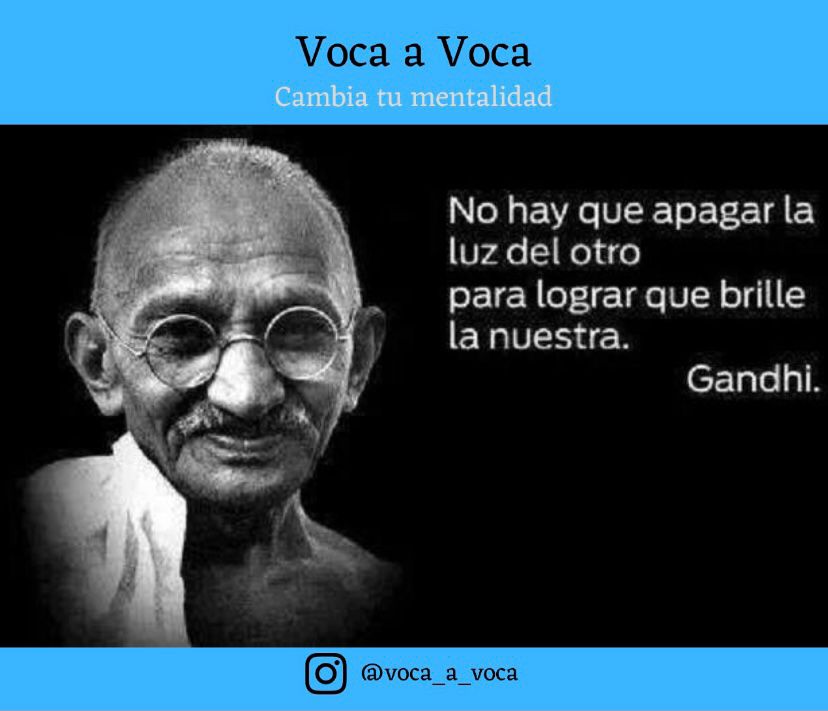 Voca a Voca
Cambia tu mentalidad
No hay que apagar la
luz del otro
para lograr que brille
la nuestra.
Gandhi.
@voca_a_voca